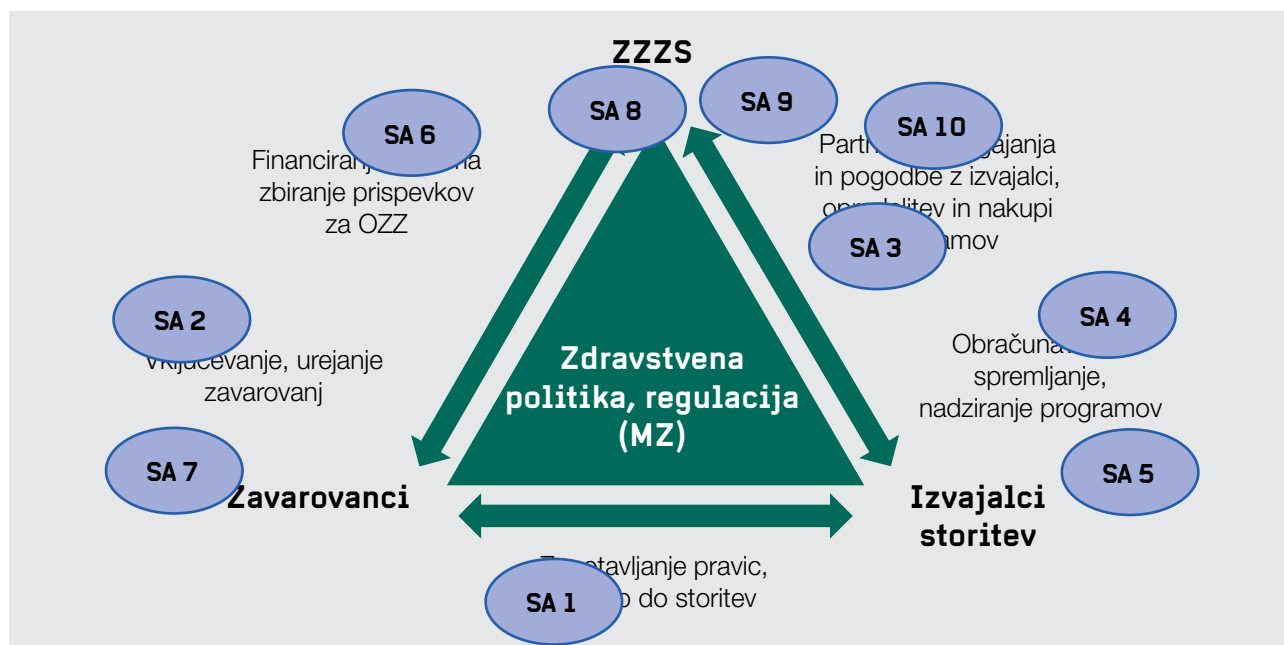 ZZZS
SA 8
SA 9
SA 6
SA 10
zbiranje prispevkov
za OZZ
in pogodbe z izvajalci,
in nakupi
SA 3
SA 2
urejanje
zavarovanj
SA 4
spremljanje,
nadziranje programov
Zdravstvena
politika, regulacija
(MZ)
SA 7
Zavarovanci
SA 5
Izvajalci
storitev
pravic,
do storitev
SA 1